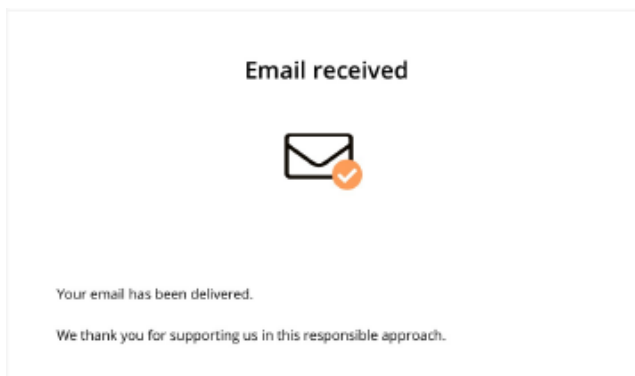 Email received
Your email has been delivered.
We thank you for supporting us in this responsible approach.